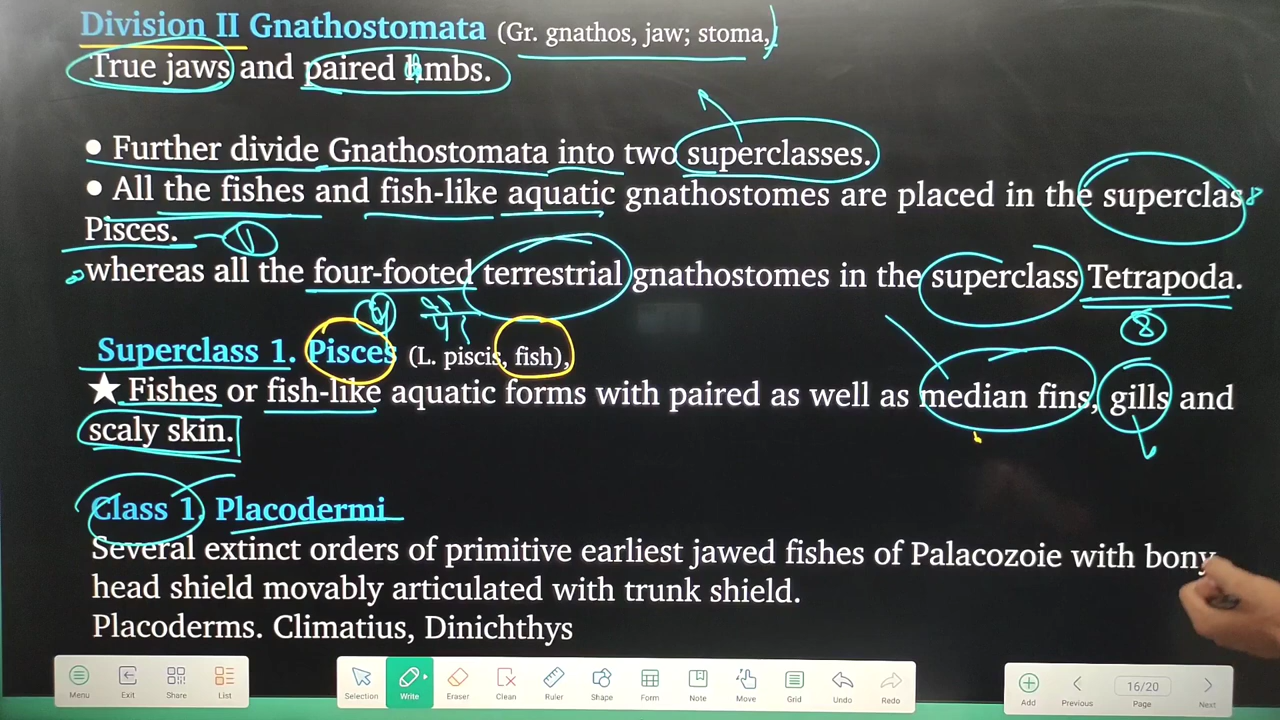 Division II Gnathostomata (Gr. gnathos, jaw; stoma,)
True jaws and paired limbs.
• Further divide Gnathostomata into two superclasses.
• All the fishes and fish-like aquatic gnathostomes are placed in the superclas
Pisces. 1
whereas all the four-footed terrestrial gnathostomes in the superclass Tetrapoda.
Superclass 1. Pisces (L. piscis, fish),
★ Fishes or fish-like aquatic forms with paired as well as median fins, gills and
scaly skin.
Class 1. Placodermi
Several extinct orders of primitive earliest jawed fishes of Palacozoie with bony
head shield movably articulated with trunk shield.
Placoderms. Climatius, Dinichthys
Menu Exit Share List Selection Write Eraser Clean Ruler Shape Form Note Move Grid Undo Redo Add Previous 16/20 Page Next